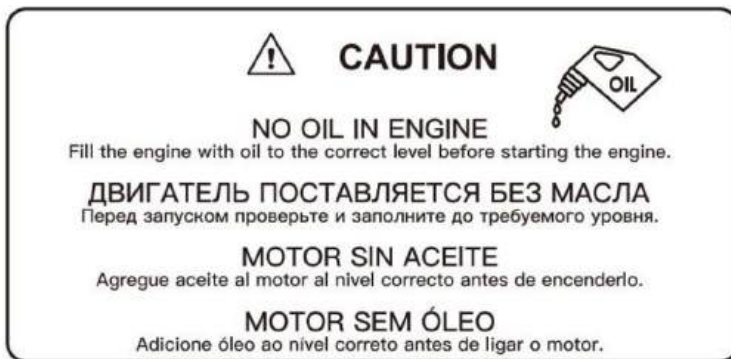 CAUTION
OIL
NO OIL IN ENGINE
Fill the engine with oil to the correct level before starting the engine.
ДВИГАТЕЛЬ ПОСТАВЛЯЕТСЯ БЕЗ МАСЛА
Перед запуском проверьте и заполните до требуемого уровня.
MOTOR SIN ACEITE
Agregue aceite al motor al nivel correcto antes de encenderlo.
MOTOR SEM ÓLEO
Adicione óleo ao nível correto antes de ligar o motor.